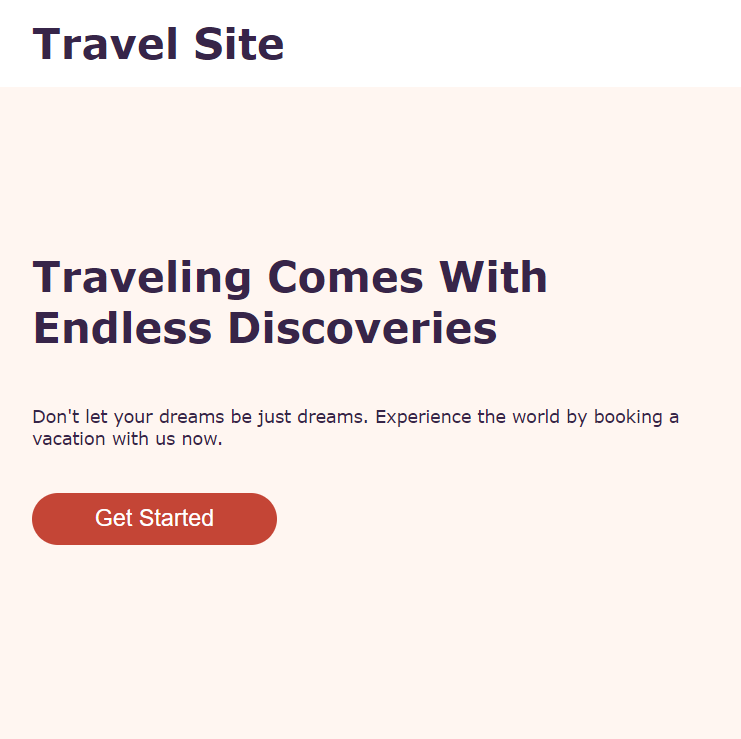 Travel Site
Traveling Comes With
Endless Discoveries
Don't let your dreams be just dreams. Experience the world by booking a
vacation with us now.
Get Started